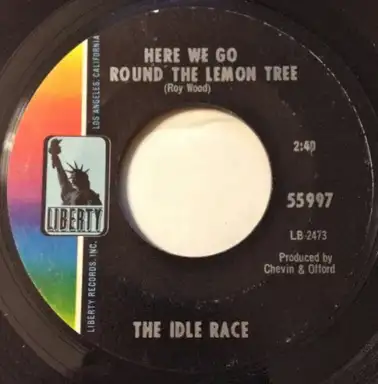 HERE WE GO
ROUND THE LEMON TREE
(Roy Wood)
LOS ANGELES, CALIFORNIA
2:40
LIBERTY
55997
LB-2473
Produced by
Chevin & Offord
LIBERTY RECORDS, INC.
THE IDLE RACE